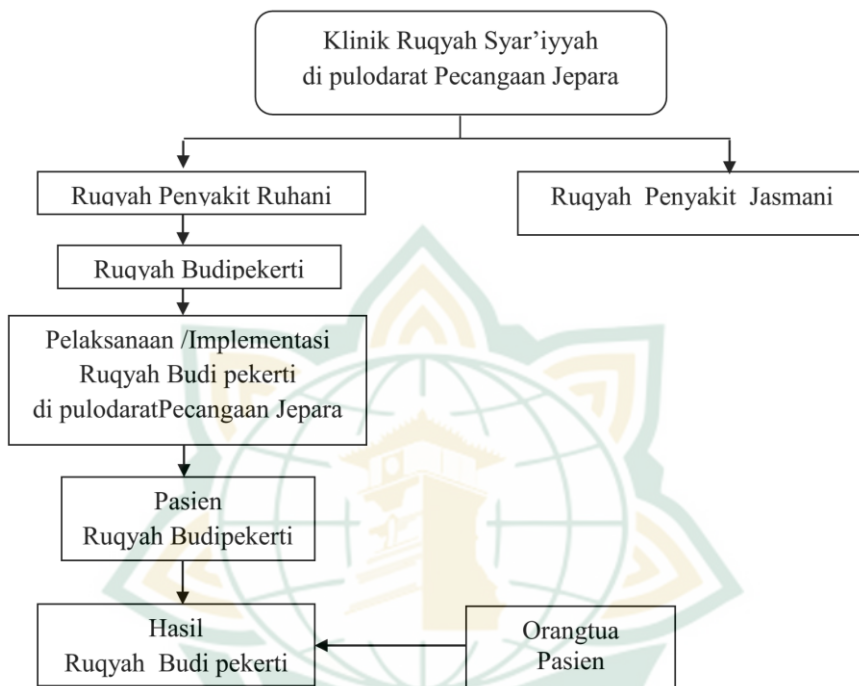 Klinik Ruqyah Syar’iyyah
di pulodarat Pecangaan Jepara
Ruqyah Penyakit Ruhani
Ruqyah Penyakit Jasmani
Ruqyah Budipekerti
Pelaksanaan /Implementasi
Ruqyah Budi pekerti
di pulodaratPecangaan Jepara
Pasien
Ruqyah Budipekerti
Hasil
Ruqyah Budi pekerti
Orangtua
Pasien